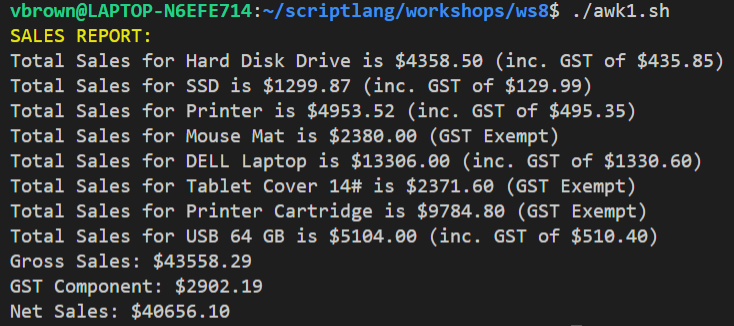 vbrown@LAPTOP-N6EFE714:~/scriptlang/workshops/ws8$ ./awk1.sh
SALES REPORT:
Total Sales for Hard Disk Drive is $4358.50 (inc. GST of $435.85)
Total Sales for SSD is $1299.87 (inc. GST of $129.99)
Total Sales for Printer is $4953.52 (inc. GST of $495.35)
Total Sales for Mouse Mat is $2380.00 (GST Exempt)
Total Sales for DELL Laptop is $13306.00 (inc. GST of $1330.60)
Total Sales for Tablet Cover 14# is $2371.60 (GST Exempt)
Total Sales for Printer Cartridge is $9784.80 (GST Exempt)
Total Sales for USB 64 GB is $5104.00 (inc. GST of $510.40)
Gross Sales: $43558.29
GST Component: $2902.19
Net Sales: $40656.10